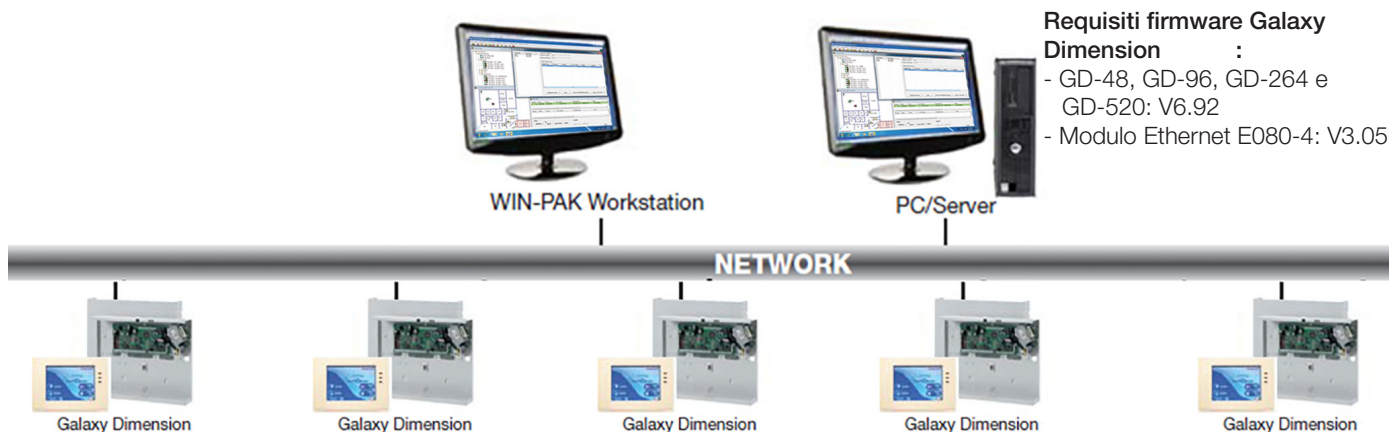 Requisiti firmware Galaxy
Dimension :
- GD-48, GD-96, GD-264 e
GD-520: V6.92
- Modulo Ethernet E080-4: V3.05
WIN-PAK Workstation
PC/Server
NETWORK
Galaxy Dimension
Galaxy Dimension
Galaxy Dimension
Galaxy Dimension
Galaxy Dimension